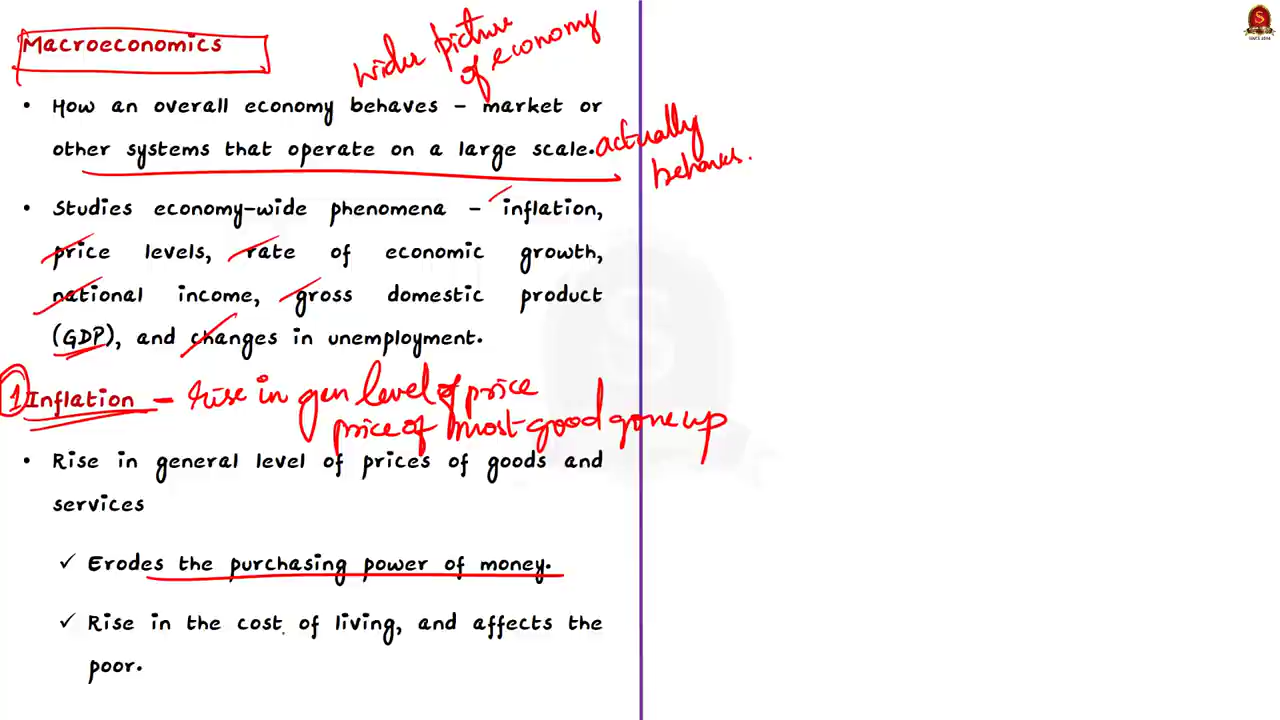 Macroeconomics
wider picture
of economy
• How an overall economy behaves – market or
other systems that operate on a large scale.
actually
behaves.
• Studies economy-wide phenomena – inflation,
price levels, rate of economic growth,
national income, gross domestic product
(GDP), and changes in unemployment.
1 Inflation – rise in gen level of price
price of most good gone up
• Rise in general level of prices of goods and
services
✓ Erodes the purchasing power of money.
✓ Rise in the cost of living, and affects the
poor.